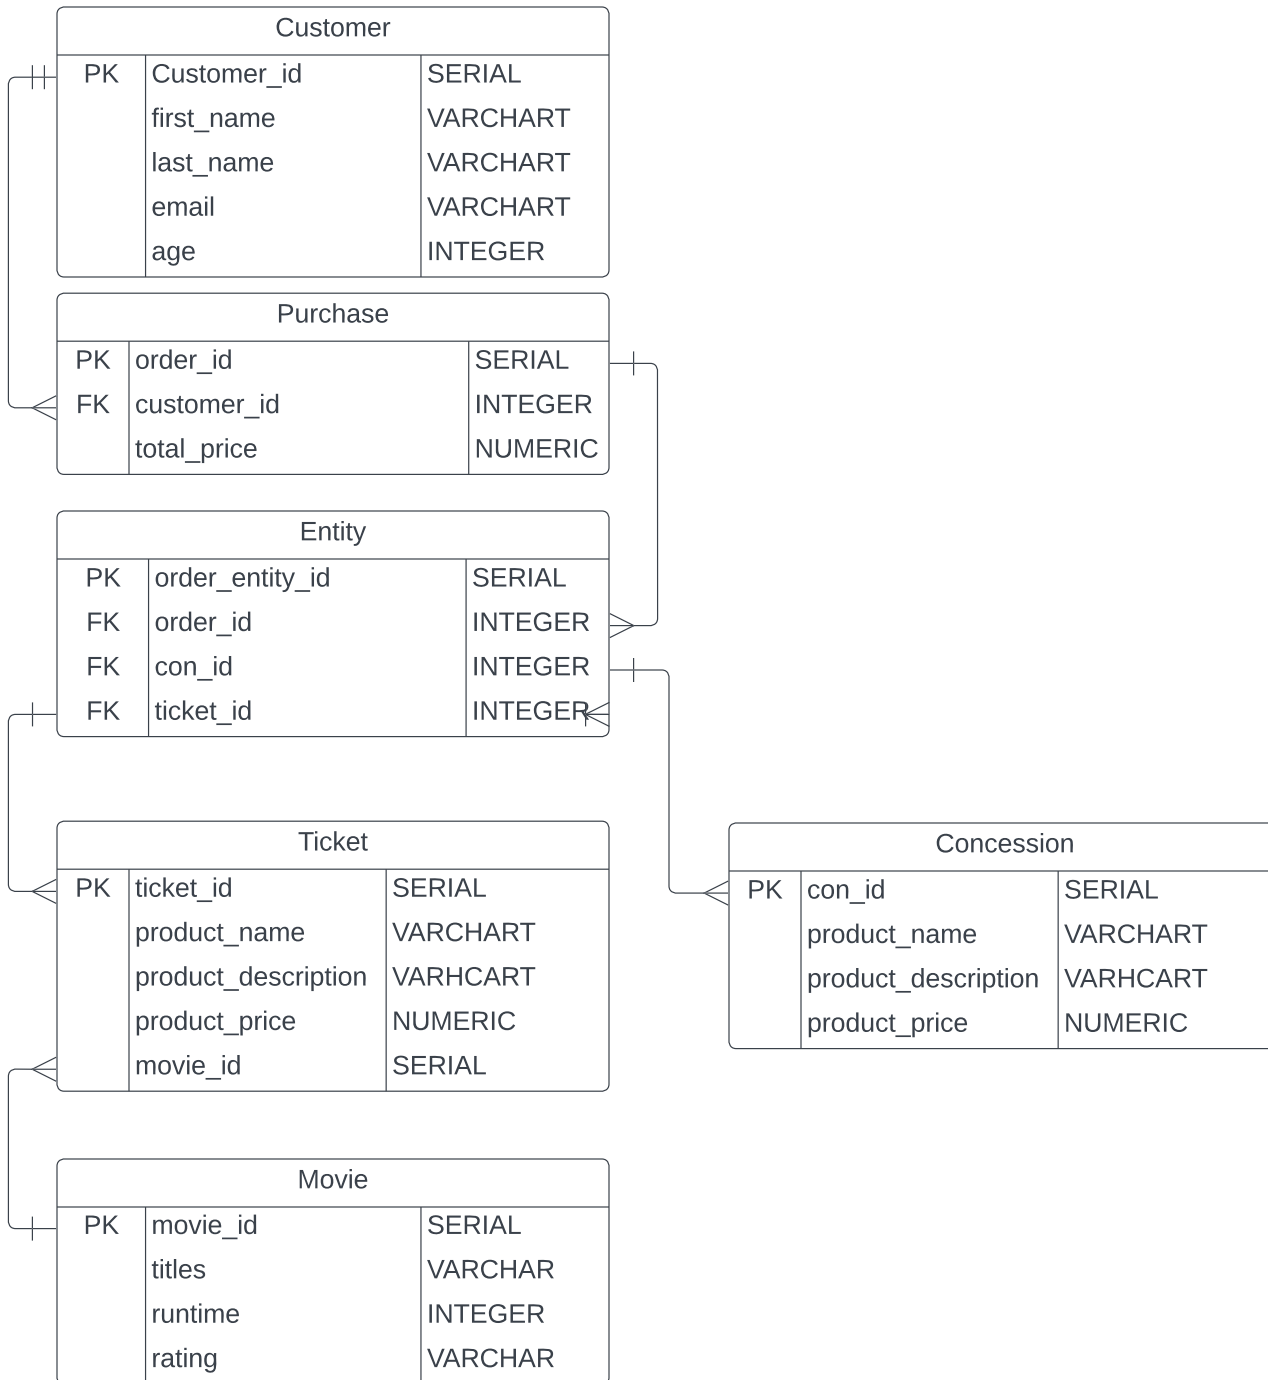 Customer
PK Customer_id SERIAL
first_name VARCHART
last_name VARCHART
email VARCHART
age INTEGER
Purchase
PK order_id SERIAL
FK customer_id INTEGER
total_price NUMERIC
Entity
PK order_entity_id SERIAL
FK order_id INTEGER
FK con_id INTEGER
FK ticket_id INTEGER
Ticket
PK ticket_id SERIAL
product_name VARCHART
product_description VARHCART
product_price NUMERIC
movie_id SERIAL
Concession
PK con_id SERIAL
product_name VARCHART
product_description VARHCART
product_price NUMERIC
Movie
PK movie_id SERIAL
titles VARCHAR
runtime INTEGER
rating VARCHAR